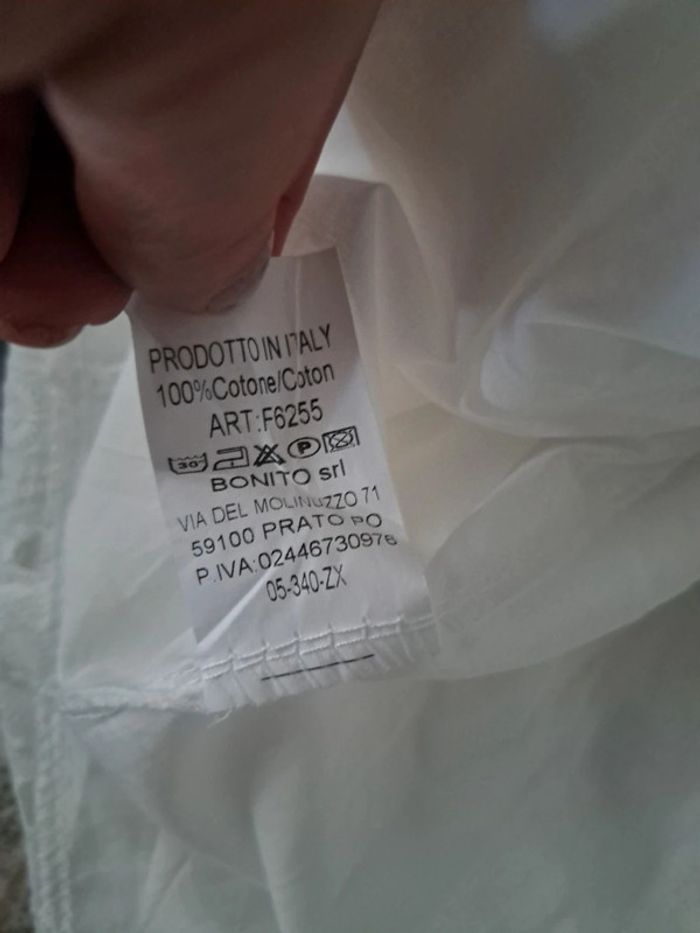 PRODOTTO IN ITALY
100%Cotone/Coton
ART:F6255
30° P
BONITO srl
VIA DEL MOLINUZZO 71
59100 PRATO PO
P.IVA:02446730976
05-340-ZX